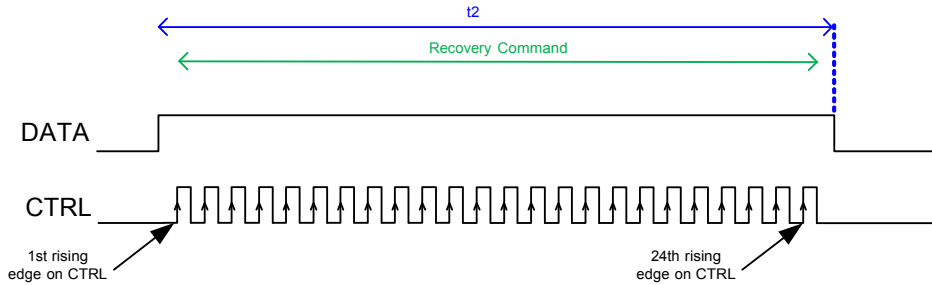 t2
Recovery Command
DATA
CTRL
1st rising
edge on CTRL
24th rising
edge on CTRL